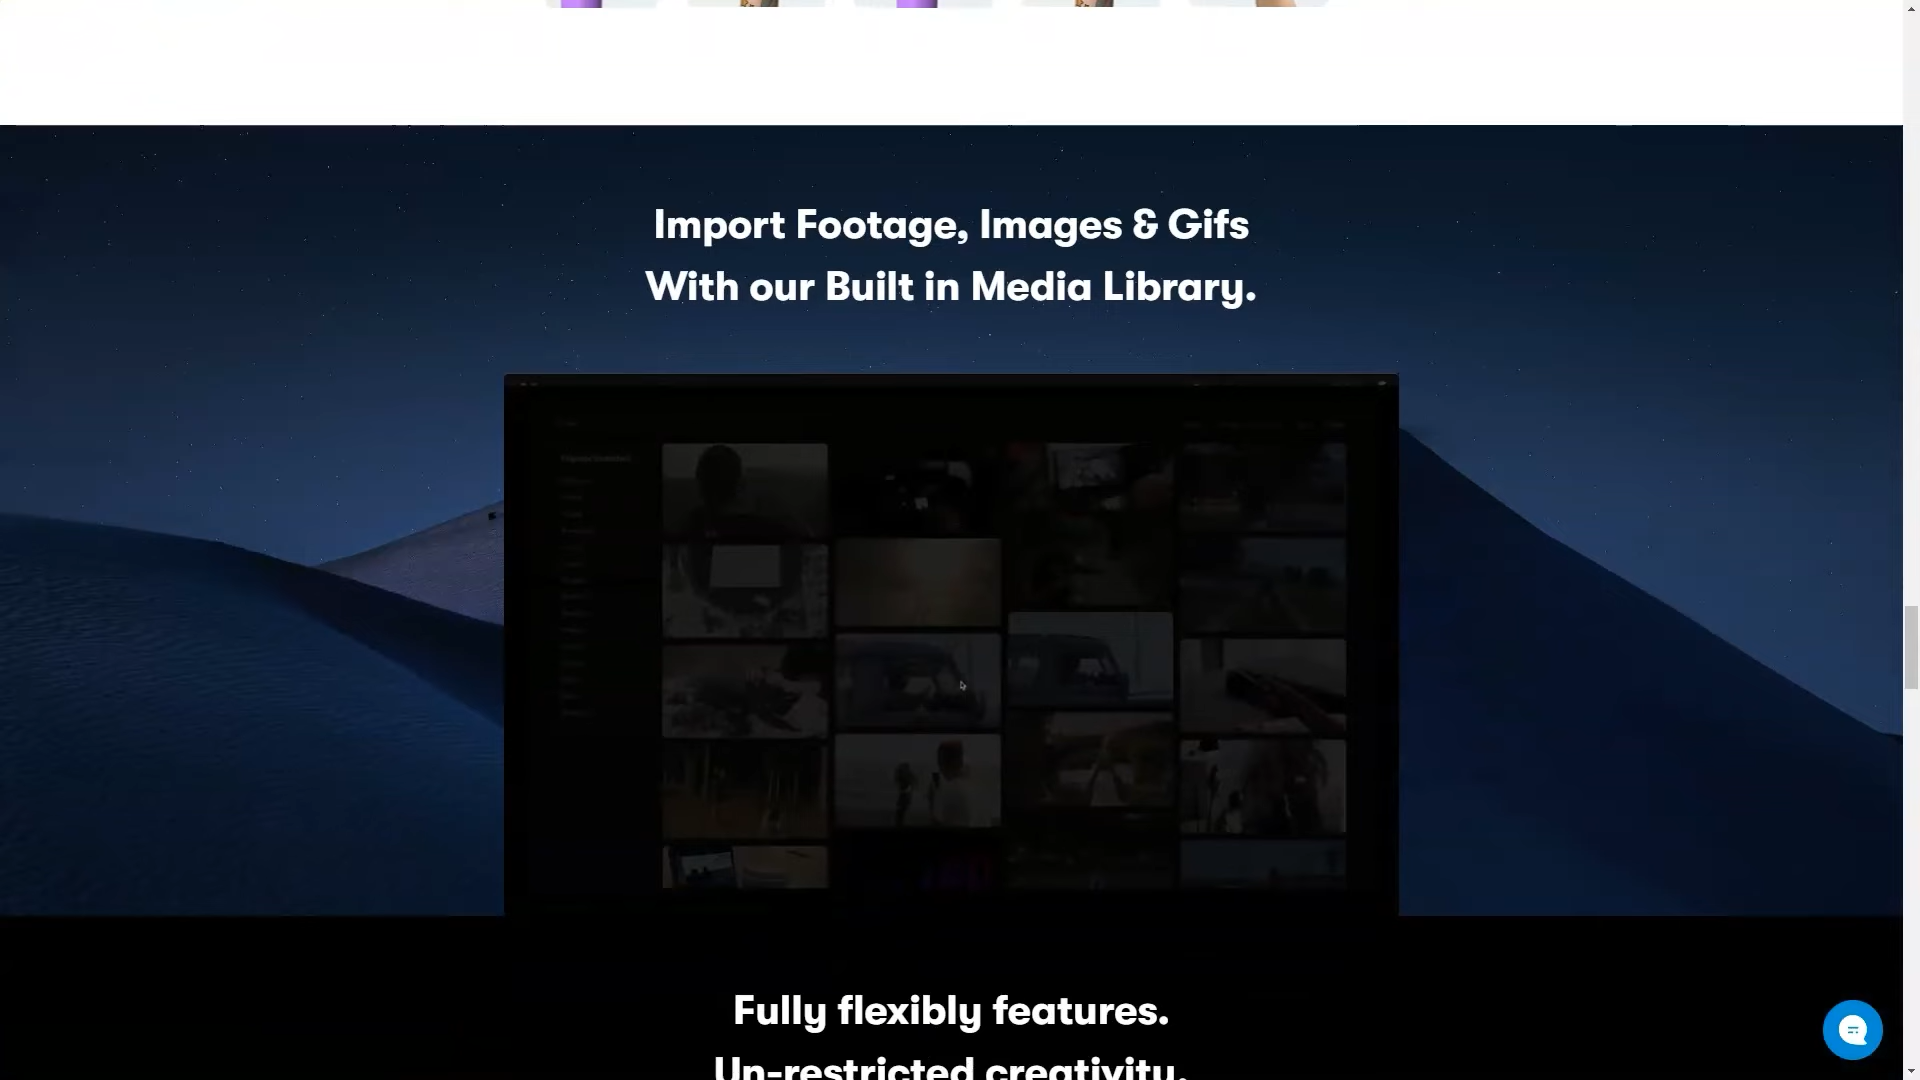 Import Footage, Images & Gifs
With our Built in Media Library.
Fully flexibly features.
Un-restricted creativity.